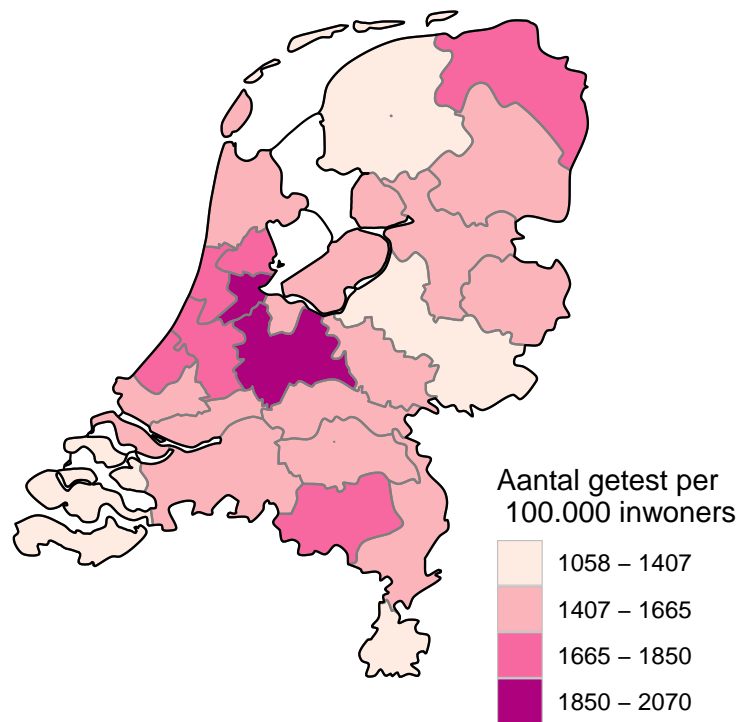 Aantal getest per
100.000 inwoners
1058 – 1407
1407 – 1665
1665 – 1850
1850 – 2070